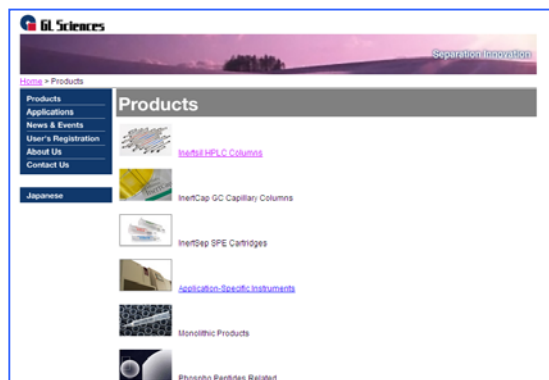 GL Sciences
Separation Innovation
Home > Products
Products
Applications
News & Events
User's Registration
About Us
Contact Us
Japanese
Products
Inertsil HPLC Columns
InertCap GC Capillary Columns
InertSep SPE Cartridges
Application-Specific Instruments
Monolithic Products
Phospho Peptides Related